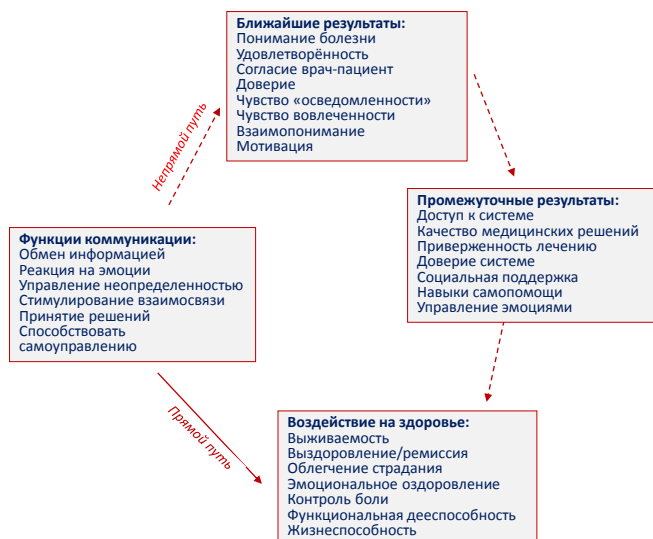 Ближайшие результаты:
Понимание болезни
Удовлетворённость
Согласие врач-пациент
Доверие
Чувство «осведомленности»
Чувство вовлеченности
Взаимопонимание
Мотивация
Непрямой путь
Промежуточные результаты:
Доступ к системе
Качество медицинских решений
Приверженность лечению
Доверие системе
Социальная поддержка
Навыки самопомощи
Управление эмоциями
Функции коммуникации:
Обмен информацией
Реакция на эмоции
Управление неопределенностью
Стимулирование взаимосвязи
Принятие решений
Способствовать
самоуправлению
Прямой путь
Воздействие на здоровье:
Выживаемость
Выздоровление/ремиссия
Облегчение страдания
Эмоциональное оздоровление
Контроль боли
Функциональная дееспособность
Жизнеспособность